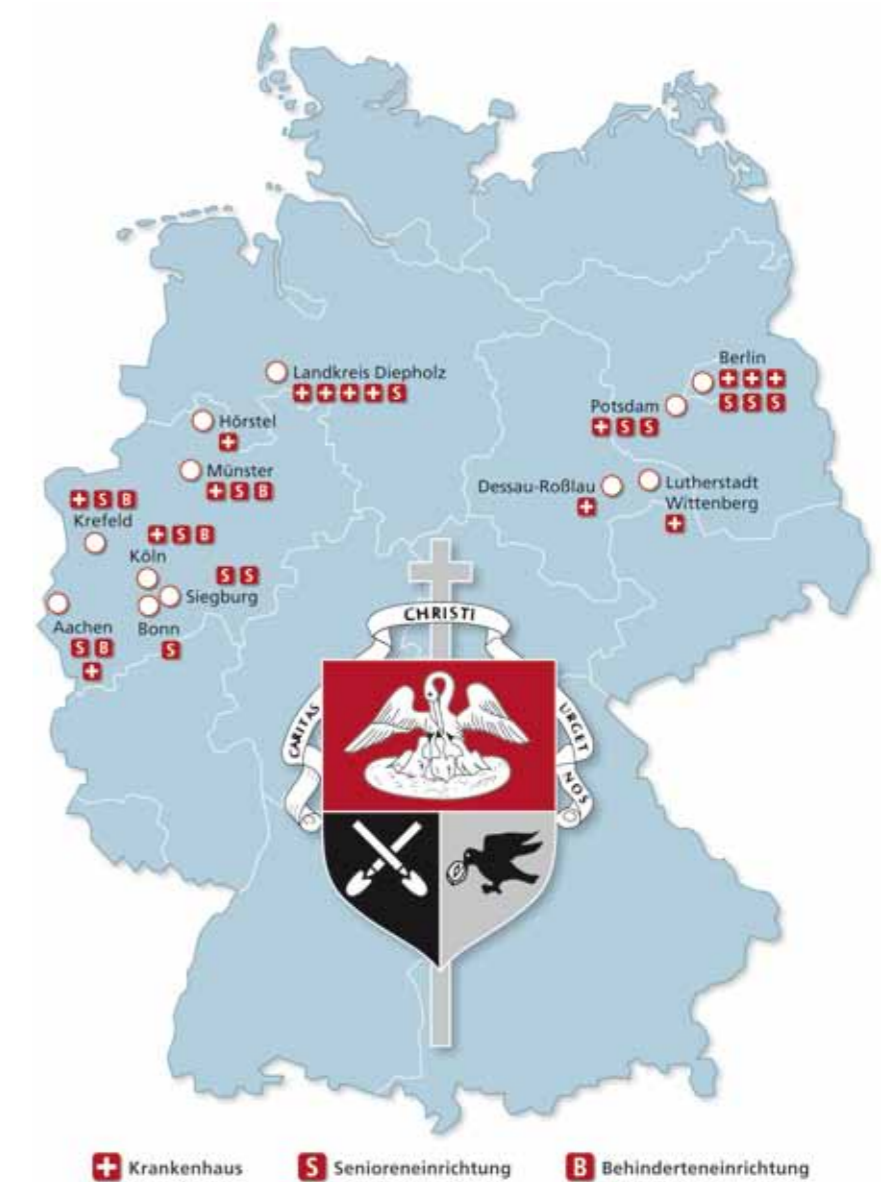 Berlin
+ + +
S S S
Landkreis Diepholz
+ + + + S
Potsdam
+ S S
Hörstel
+
Münster
+ S B
Dessau-Roßlau
+
Lutherstadt
Wittenberg
+
+ S B
Krefeld
+ S B
Köln
S S
Siegburg
Aachen
S B
+
Bonn
S
CHRISTI
CARITAS
URGET
NOS
+ Krankenhaus
S Senioreneinrichtung
B Behinderteneinrichtung